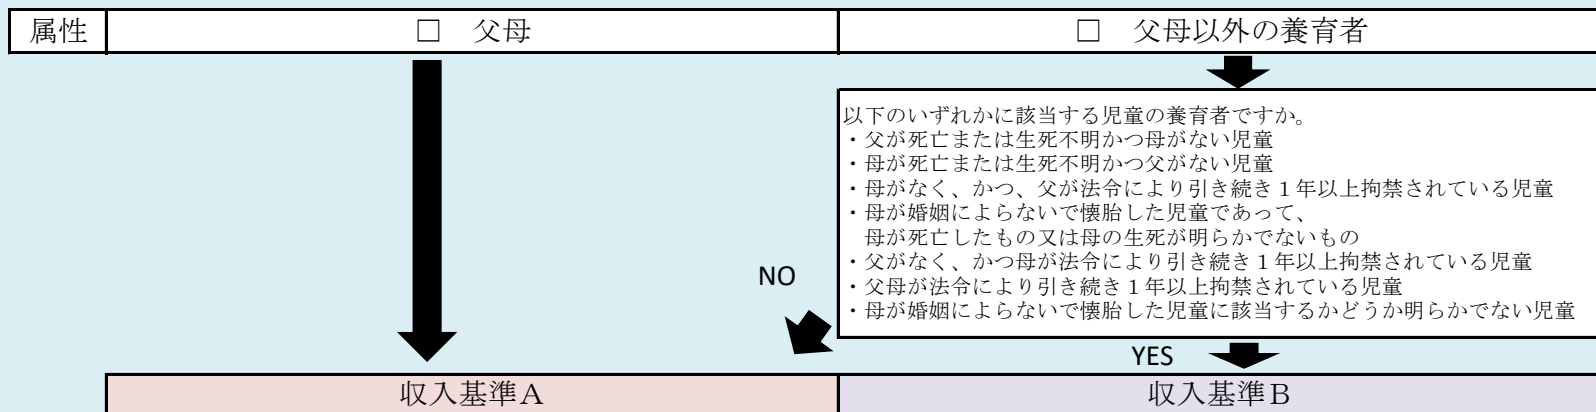 属性 □ 父母 □ 父母以外の養育者
以下のいずれかに該当する児童の養育者ですか。
・父が死亡または生死不明かつ母がない児童
・母が死亡または生死不明かつ父がない児童
・母がなく、かつ、父が法令により引き続き１年以上拘禁されている児童
・母が婚姻によらないで懐胎した児童であって、
母が死亡したもの又は母の生死が明らかでないもの
・父がなく、かつ母が法令により引き続き１年以上拘禁されている児童
・父母が法令により引き続き１年以上拘禁されている児童
・母が婚姻によらないで懐胎した児童に該当するかどうか明らかでない児童
NO
YES
収入基準Ａ 収入基準Ｂ